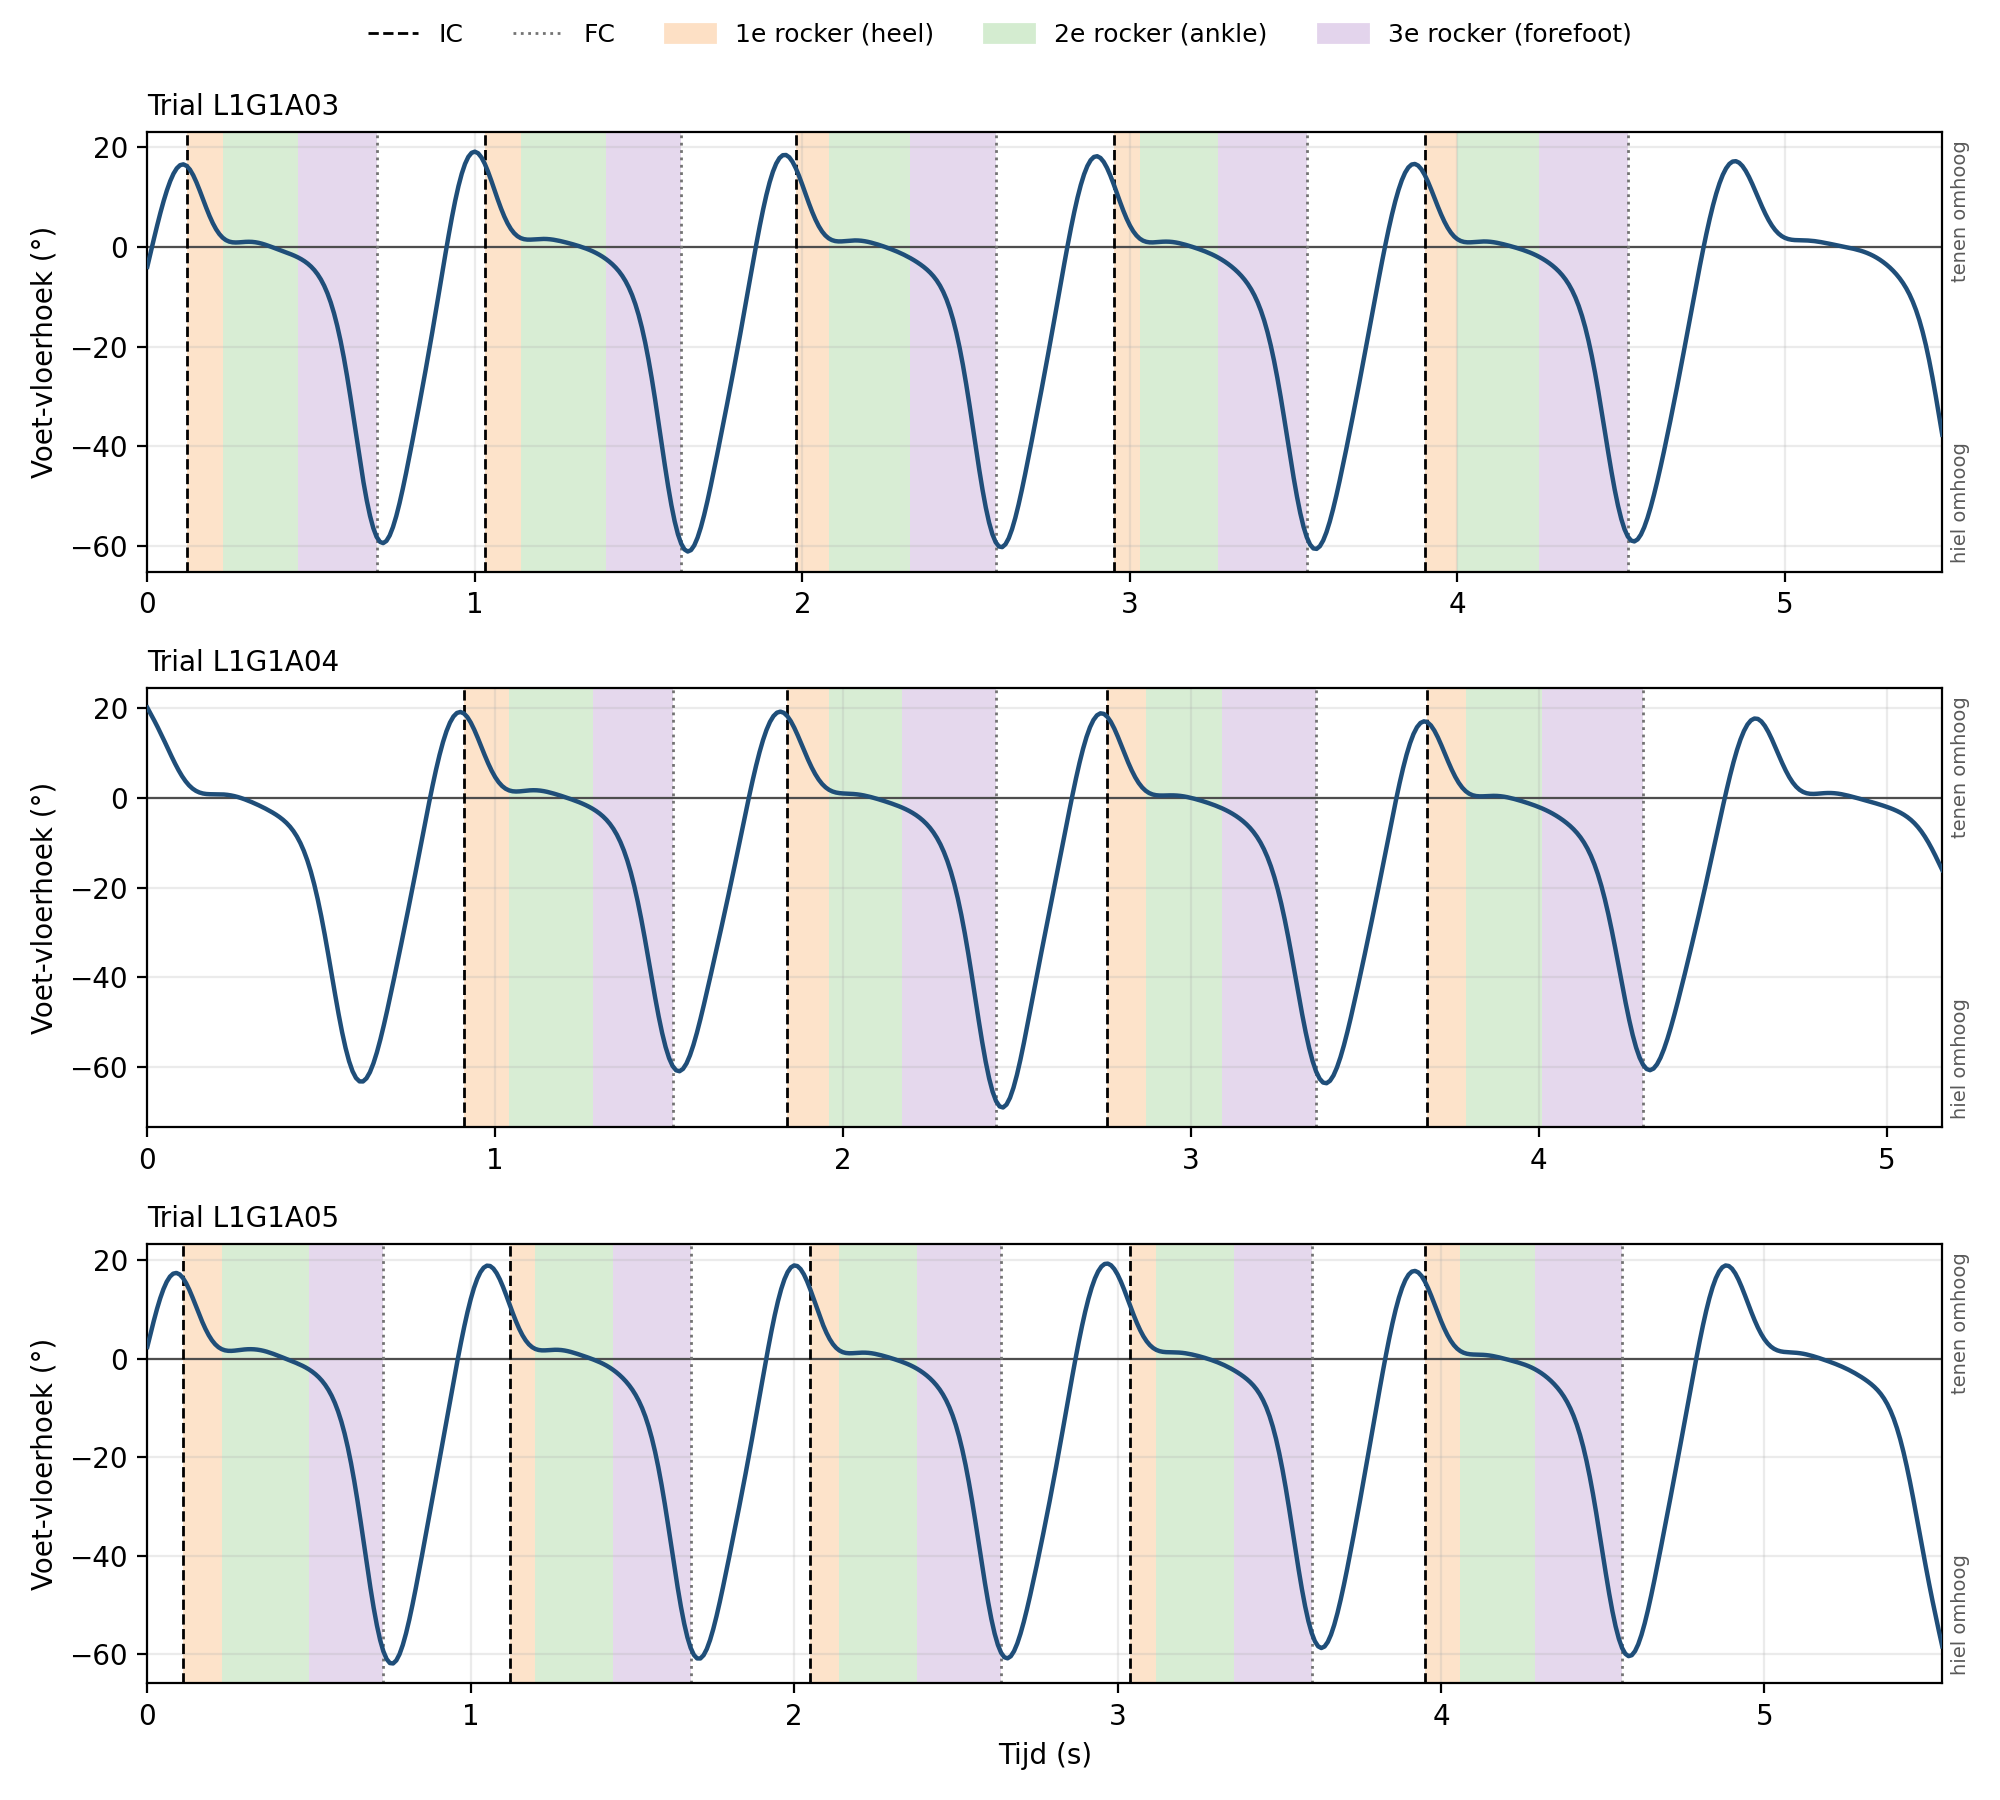 IC FC 1e rocker (heel) 2e rocker (ankle) 3e rocker (forefoot)
Trial L1G1A03
Voet-vloerhoek (°)
20
0
−20
−40
−60
tenen omhoog
hiel omhoog
0 1 2 3 4 5
Trial L1G1A04
Voet-vloerhoek (°)
20
0
−20
−40
−60
tenen omhoog
hiel omhoog
0 1 2 3 4 5
Trial L1G1A05
Voet-vloerhoek (°)
20
0
−20
−40
−60
tenen omhoog
hiel omhoog
0 1 2 3 4 5
Tijd (s)